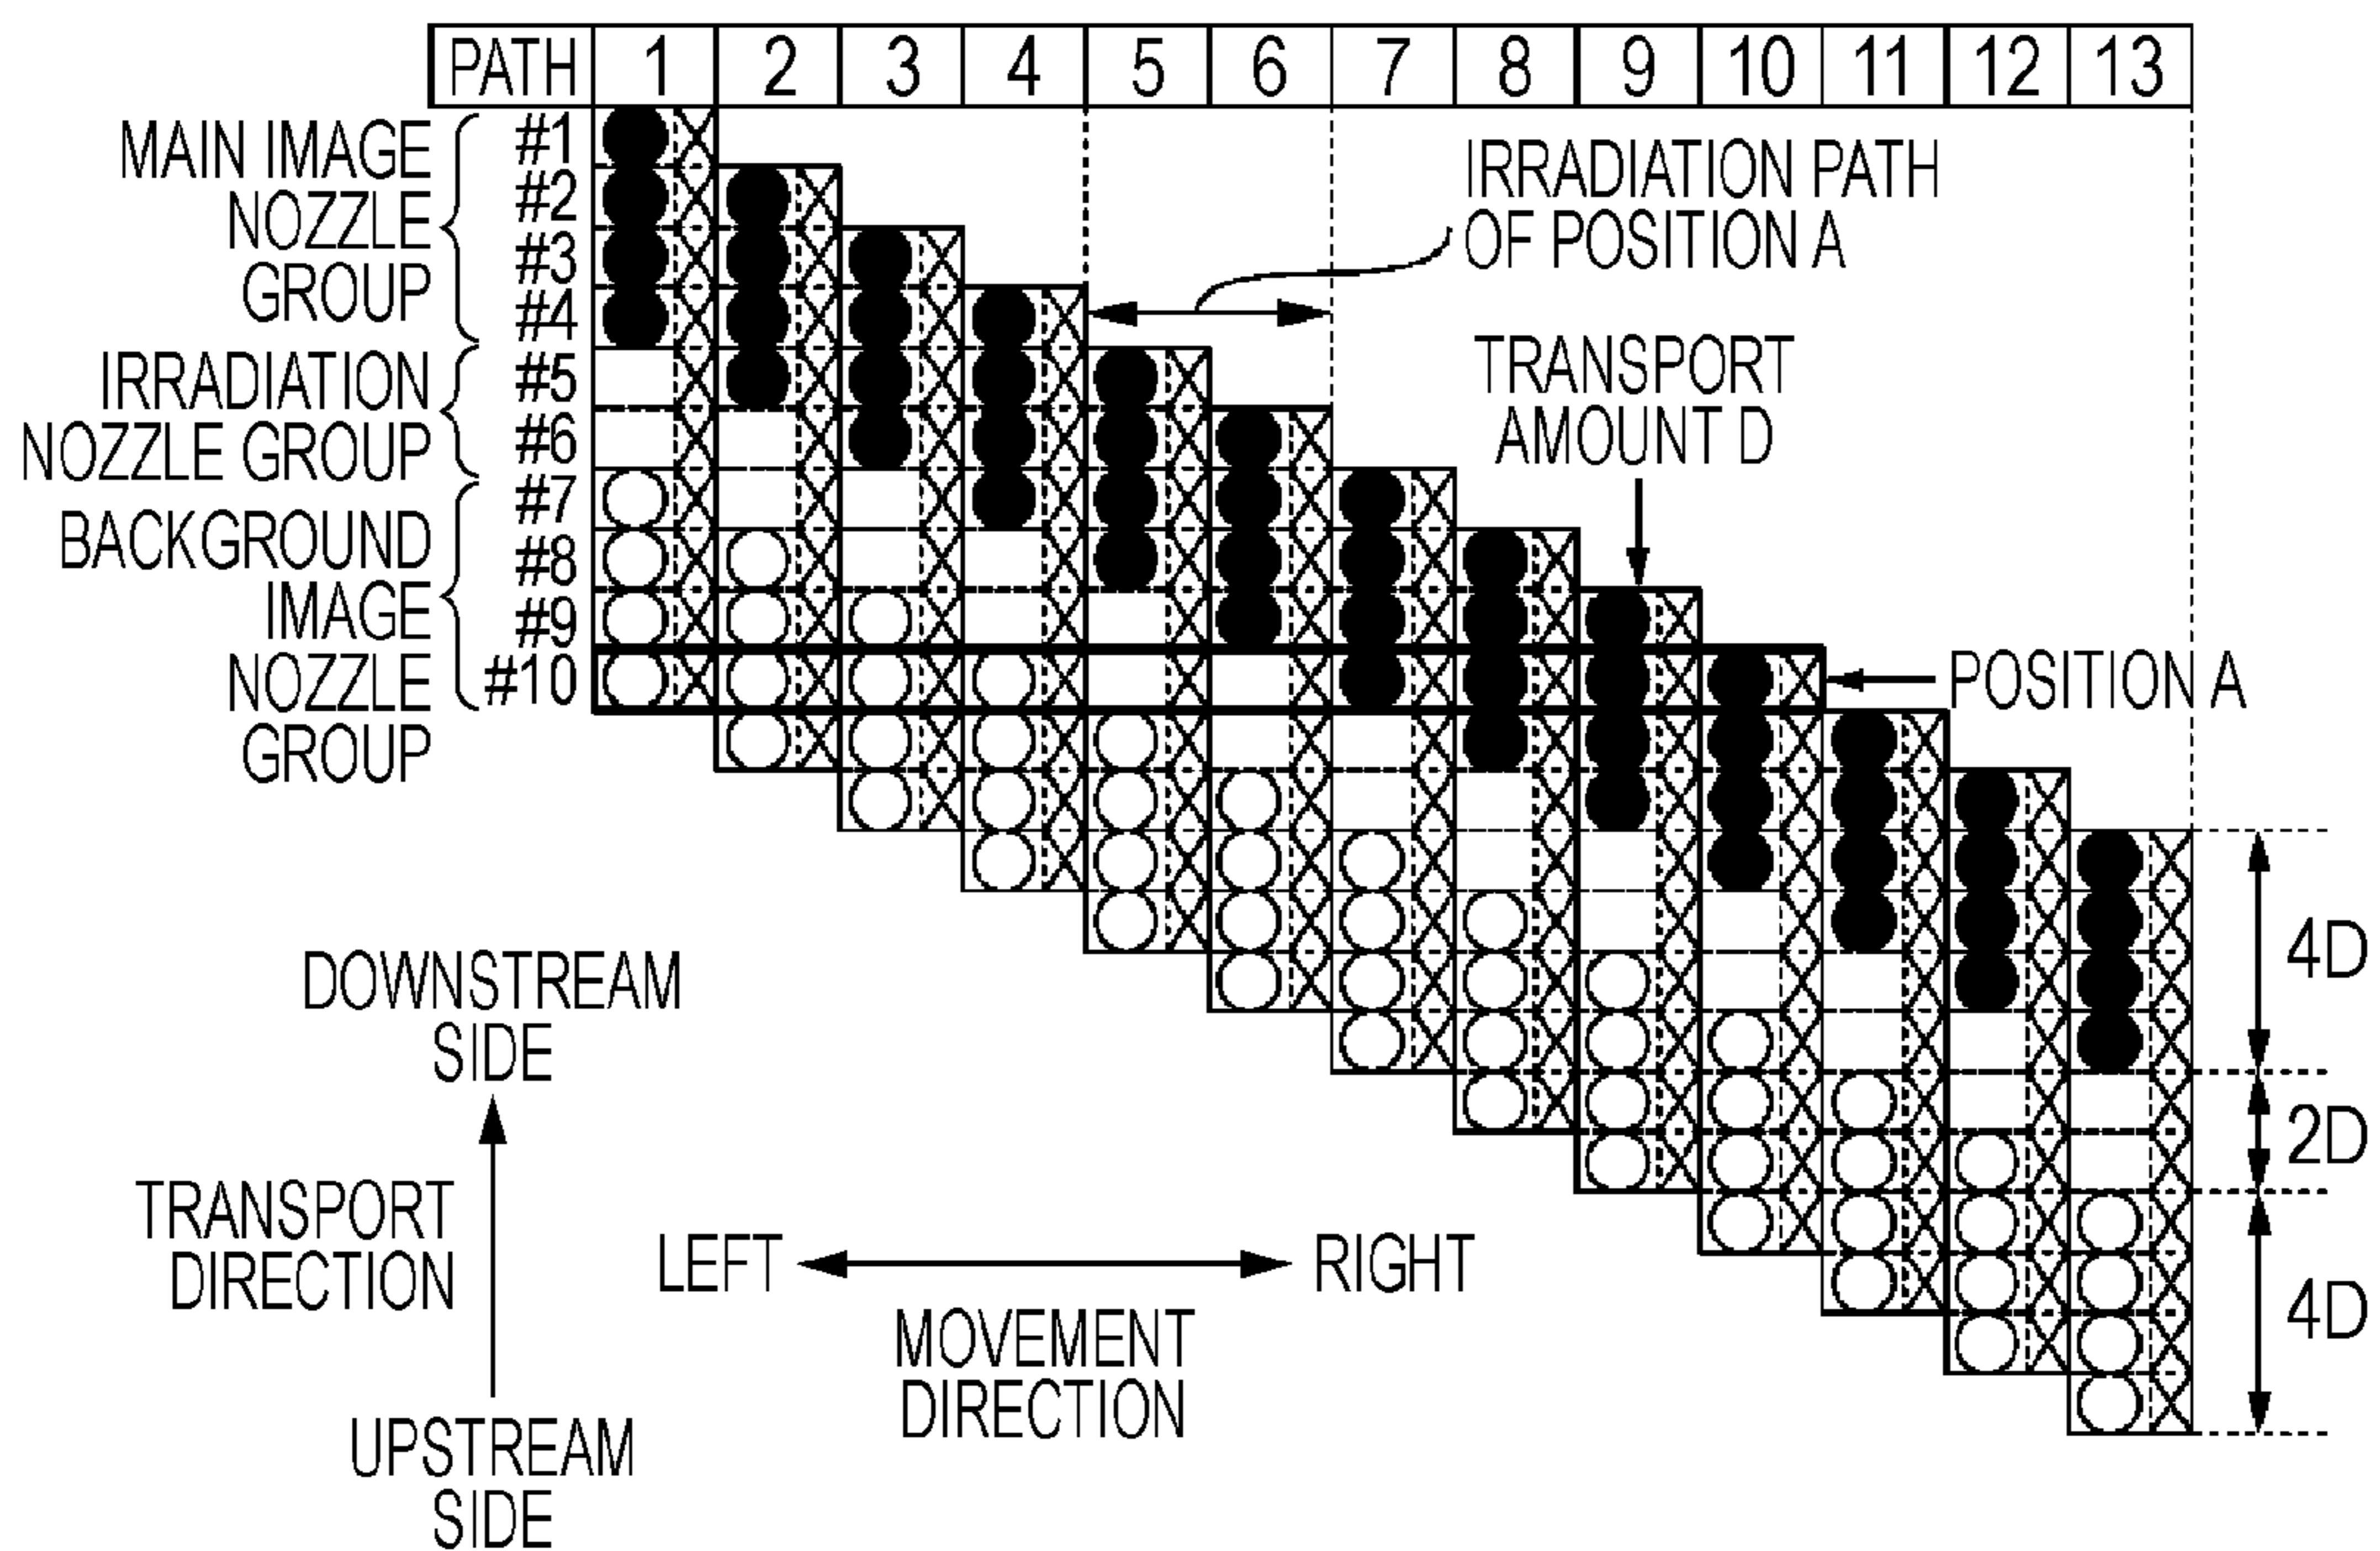 PATH 1 2 3 4 5 6 7 8 9 10 11 12 13
MAIN IMAGE
NOZZLE
GROUP
#1
#2
#3
#4
IRRADIATION
NOZZLE GROUP
#5
#6
BACKGROUND
IMAGE
NOZZLE
GROUP
#7
#8
#9
#10
IRRADIATION PATH
OF POSITION A
TRANSPORT
AMOUNT D
POSITION A
4D
2D
4D
DOWNSTREAM
SIDE
TRANSPORT
DIRECTION
UPSTREAM
SIDE
LEFT
RIGHT
MOVEMENT
DIRECTION